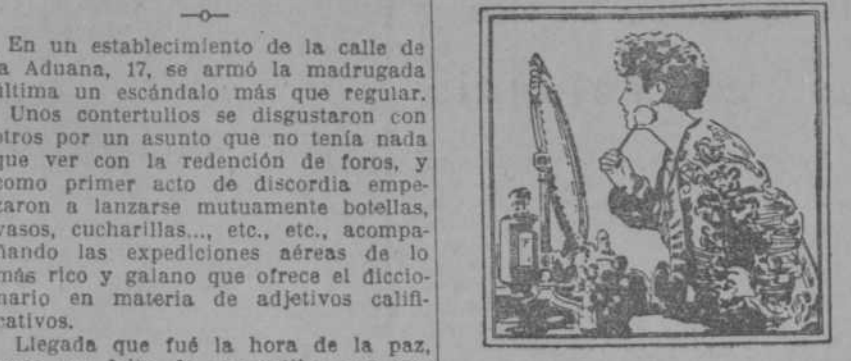 En un establecimiento de la calle de
a Aduana, 17, se armó la madrugada
última un escándalo más que regular.
Unos contertulios se disgustaron con
otros por un asunto que no tenía nada
que ver con la redención de foros, y
como primer acto de discordia empe-
zaron a lanzarse mutuamente botellas,
vasos, cucharillas..., etc., etc., acompa-
ñando las expediciones aéreas de lo
más rico y galano que ofrece el diccio-
nario en materia de adjetivos califi-
cativos.
Llegada que fué la hora de la paz,